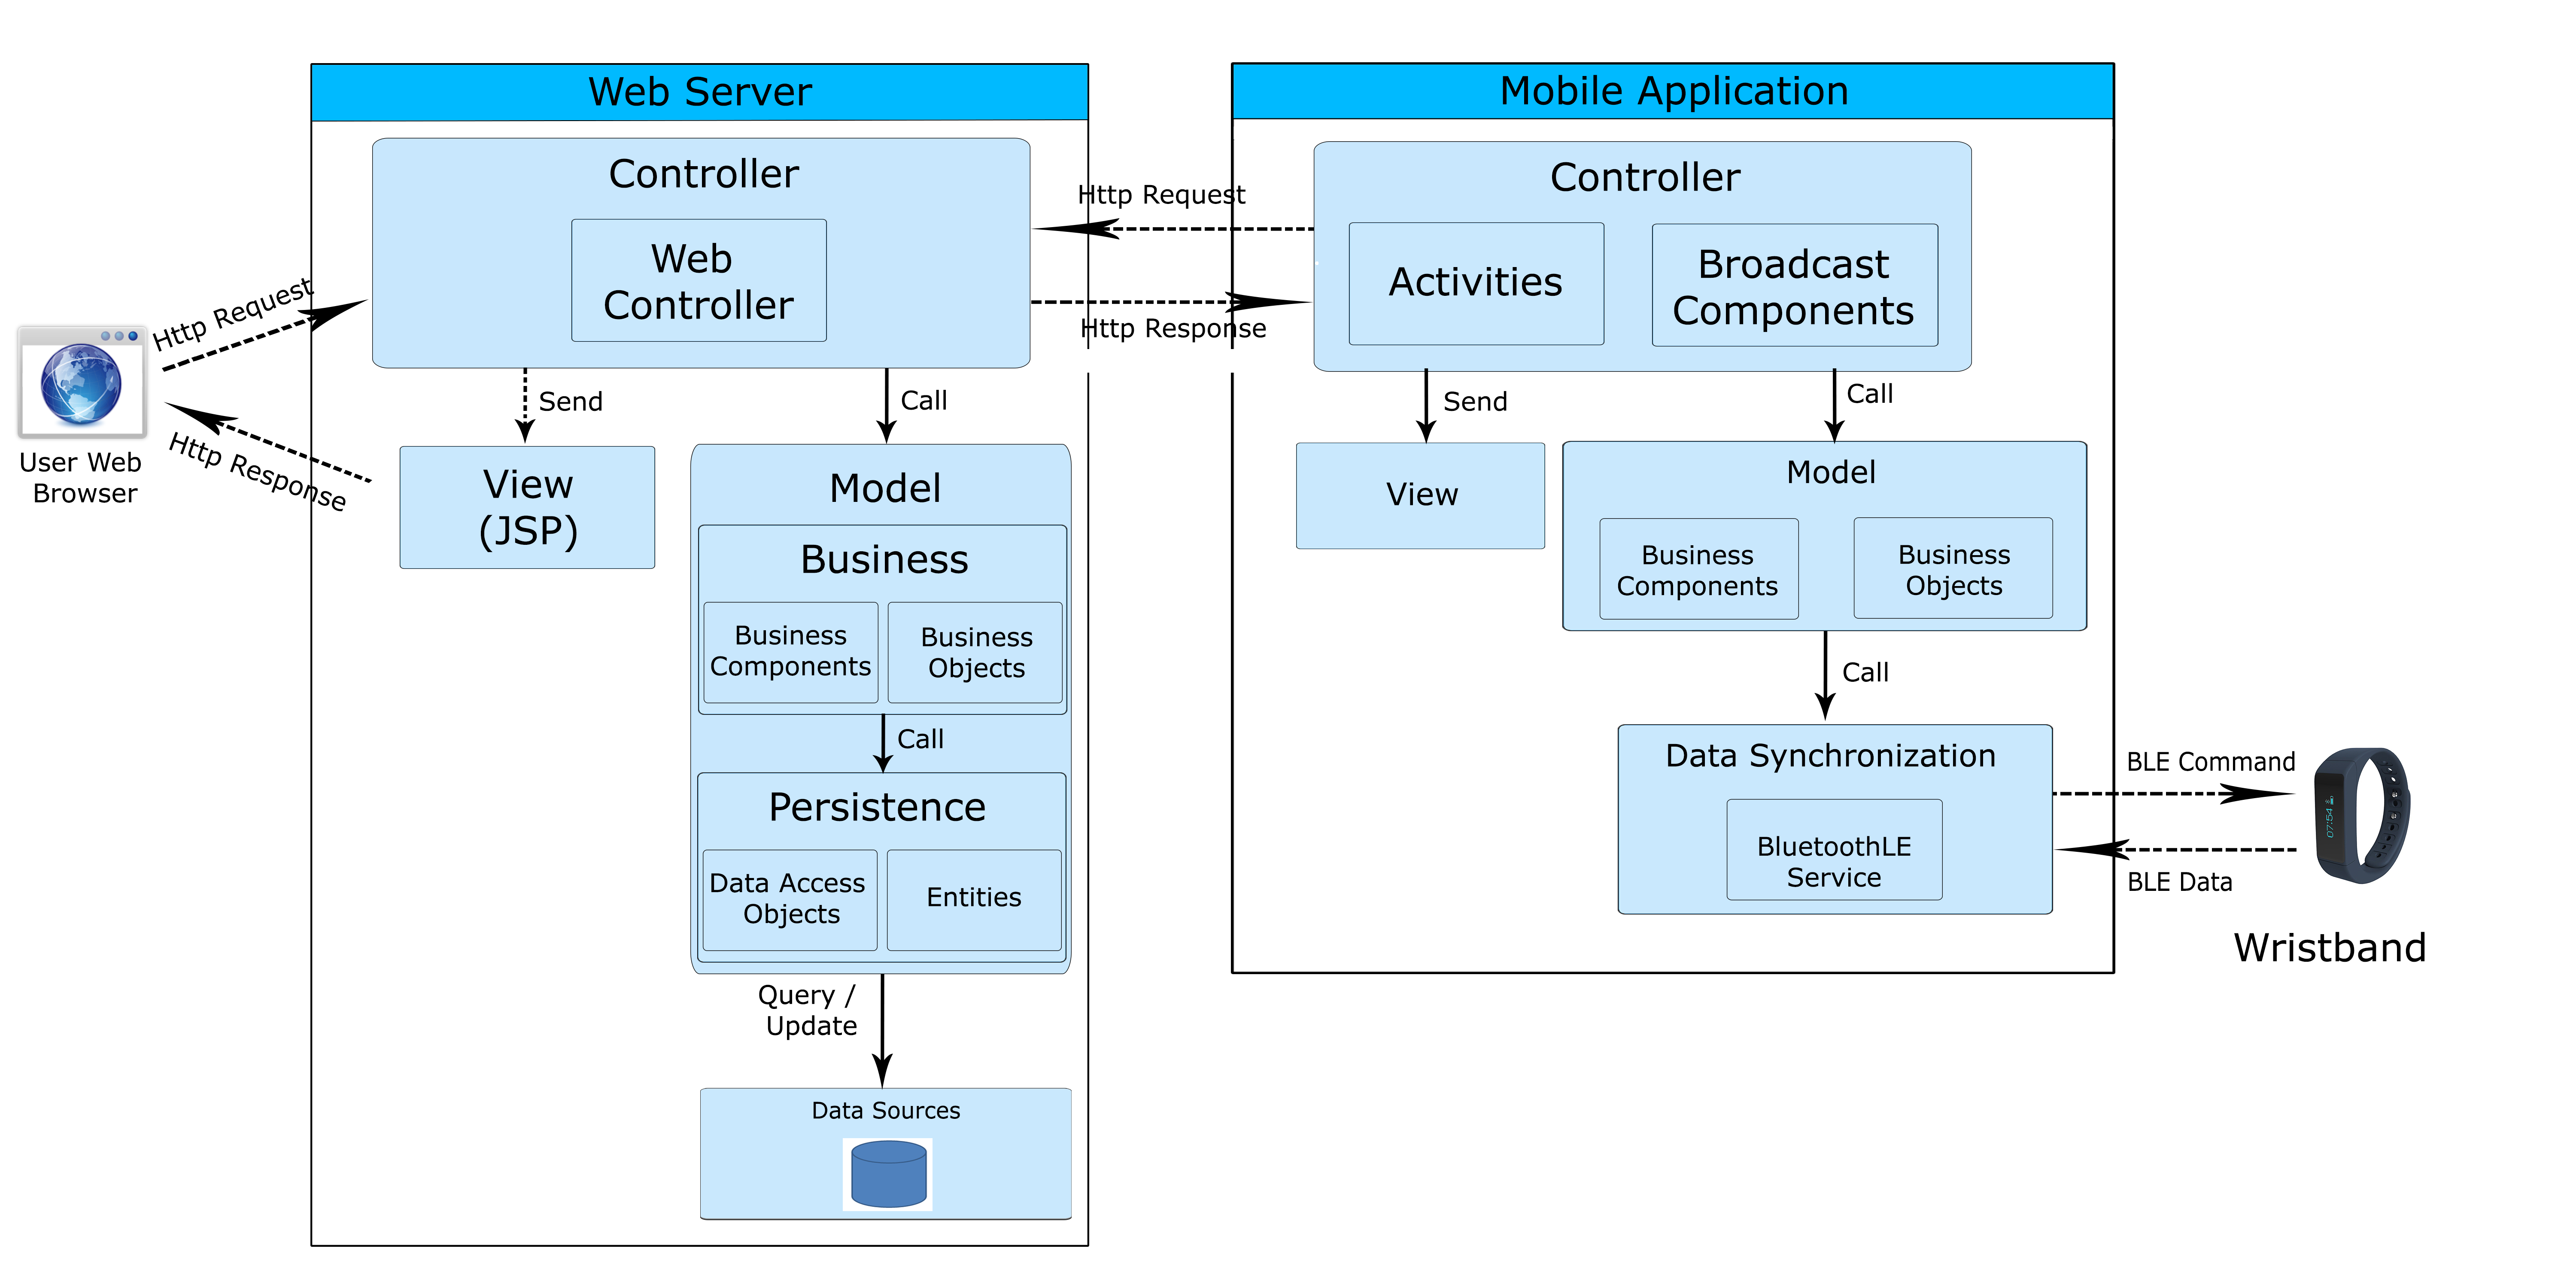 Web Server
Controller
Web
Controller
Http Request
Http Response
User Web
Browser
Send
Call
View
(JSP)
Model
Business
Business
Components
Business
Objects
Call
Persistence
Data Access
Objects
Entities
Query /
Update
Data Sources
Http Request
Http Response
Mobile Application
Controller
Activities
Broadcast
Components
Send
Call
View
Model
Business
Components
Business
Objects
Call
Data Synchronization
BluetoothLE
Service
BLE Command
BLE Data
07:54
Wristband